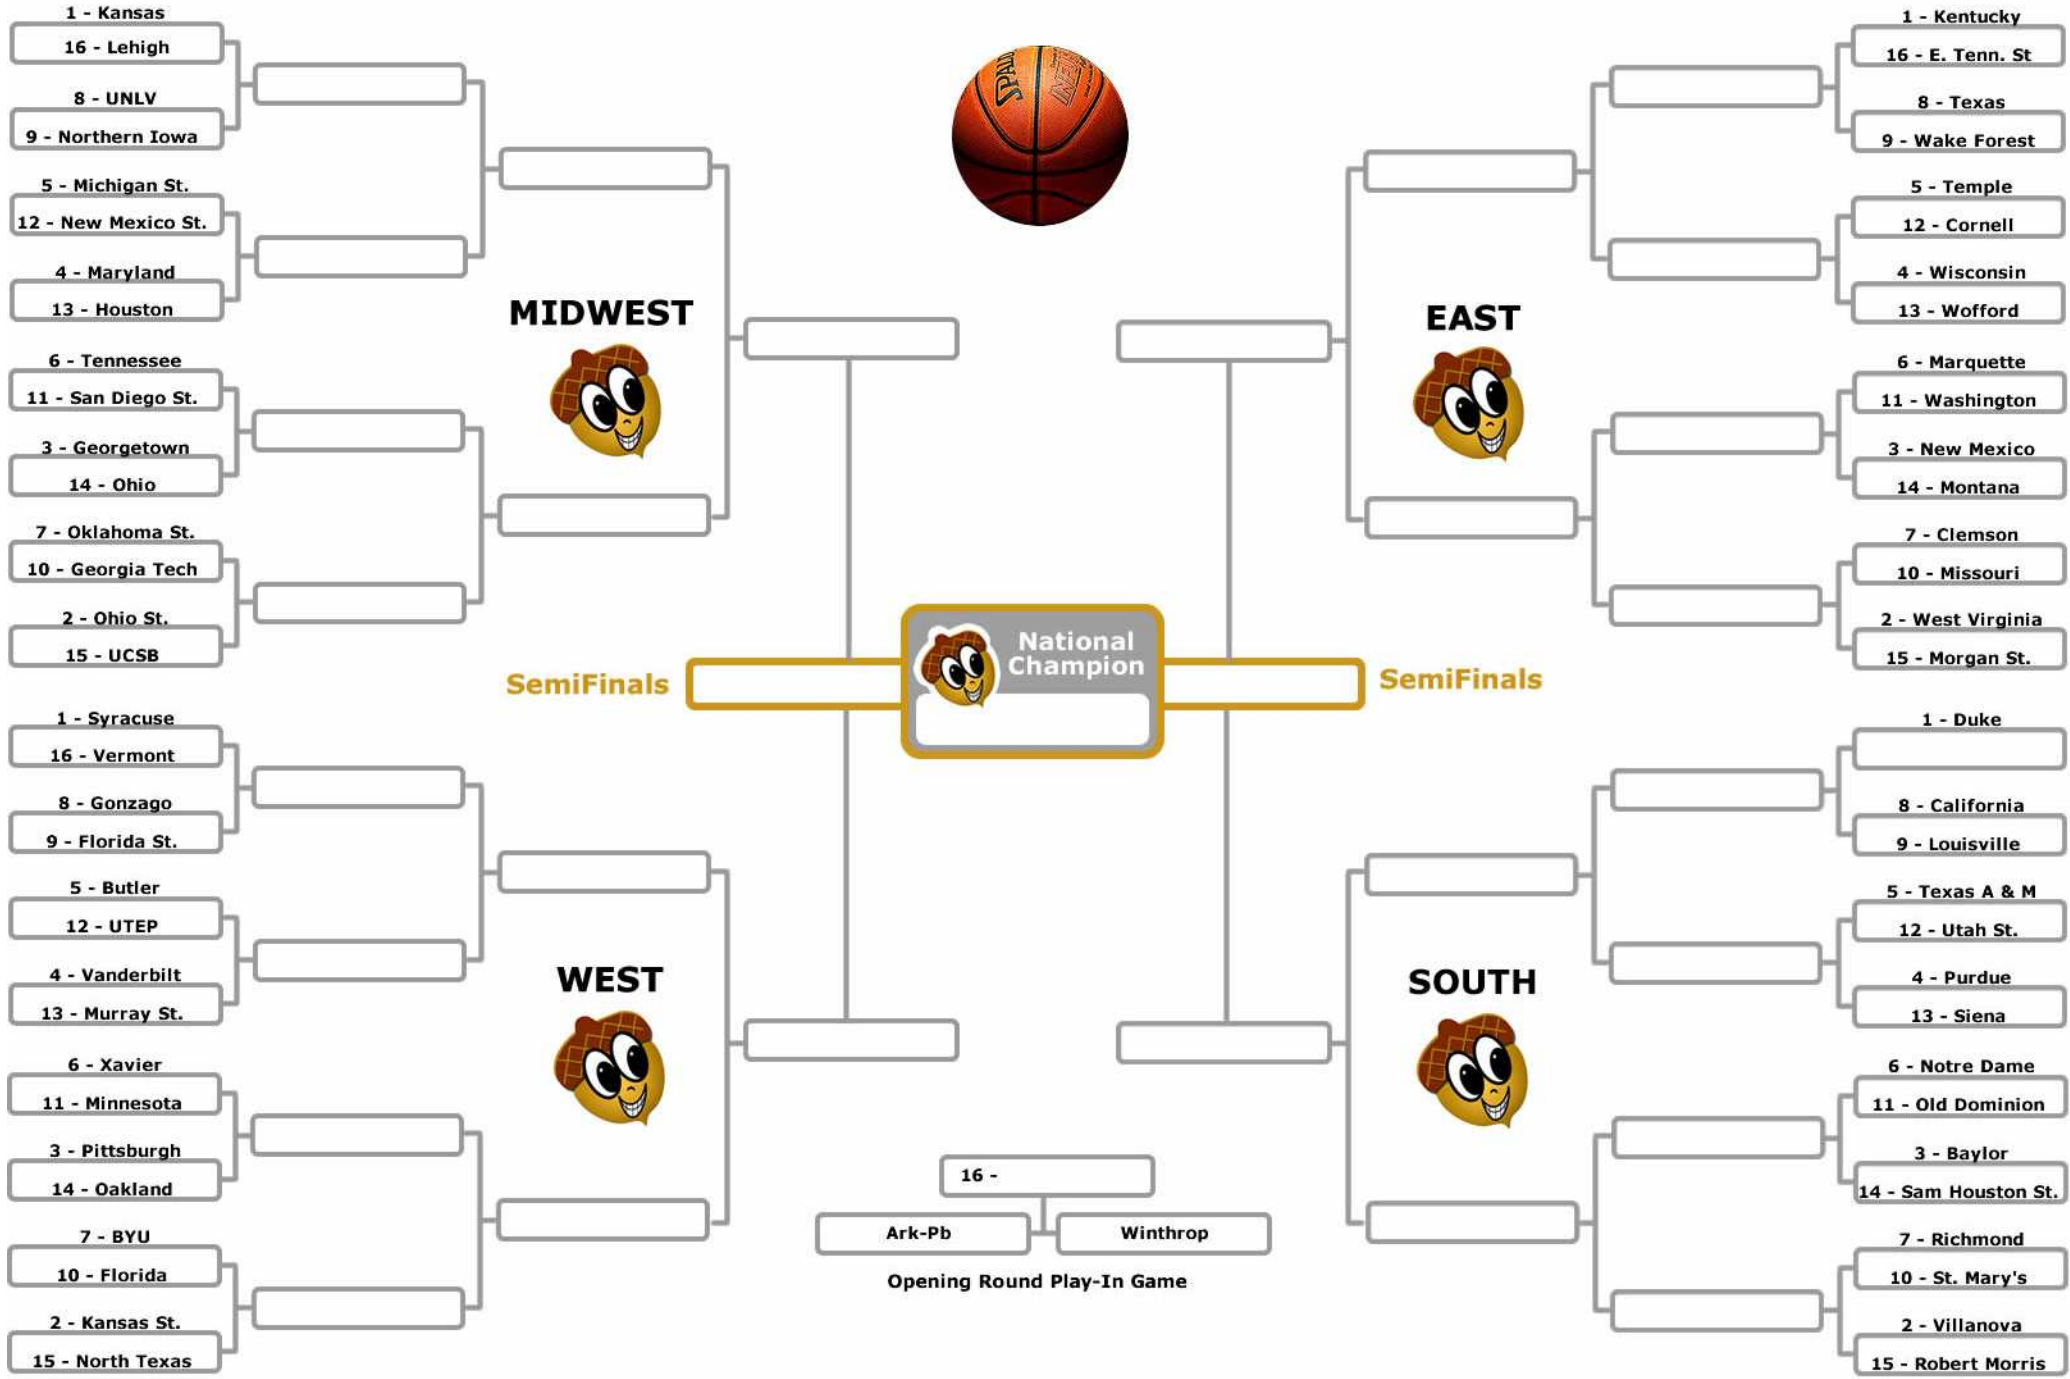 1 - Kansas
16 - Lehigh
8 - UNLV
9 - Northern Iowa
5 - Michigan St.
12 - New Mexico St.
4 - Maryland
13 - Houston
MIDWEST
6 - Tennessee
11 - San Diego St.
3 - Georgetown
14 - Ohio
7 - Oklahoma St.
10 - Georgia Tech
2 - Ohio St.
15 - UCSB
SemiFinals
1 - Syracuse
16 - Vermont
8 - Gonzago
9 - Florida St.
5 - Butler
12 - UTEP
4 - Vanderbilt
13 - Murray St.
WEST
6 - Xavier
11 - Minnesota
3 - Pittsburgh
14 - Oakland
7 - BYU
10 - Florida
2 - Kansas St.
15 - North Texas
National
Champion
16 -
Ark-Pb
Winthrop
Opening Round Play-In Game
1 - Kentucky
16 - E. Tenn. St
8 - Texas
9 - Wake Forest
5 - Temple
12 - Cornell
4 - Wisconsin
13 - Wofford
EAST
6 - Marquette
11 - Washington
3 - New Mexico
14 - Montana
7 - Clemson
10 - Missouri
2 - West Virginia
15 - Morgan St.
SemiFinals
1 - Duke
8 - California
9 - Louisville
5 - Texas A & M
12 - Utah St.
4 - Purdue
13 - Siena
SOUTH
6 - Notre Dame
11 - Old Dominion
3 - Baylor
14 - Sam Houston St.
7 - Richmond
10 - St. Mary's
2 - Villanova
15 - Robert Morris